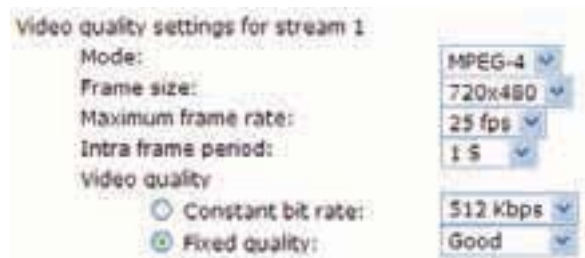 Video quality settings for stream 1
Mode: MPEG-4
Frame size: 720x480
Maximum frame rate: 25 fps
Intra frame period: 1 S
Video quality
Constant bit rate: 512 Kbps
Fixed quality: Good